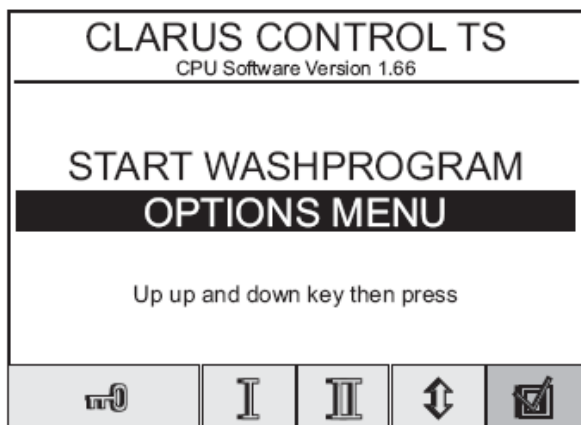 CLARUS CONTROL TS
CPU Software Version 1.66
START WASHPROGRAM
OPTIONS MENU
Up up and down key then press
I
II